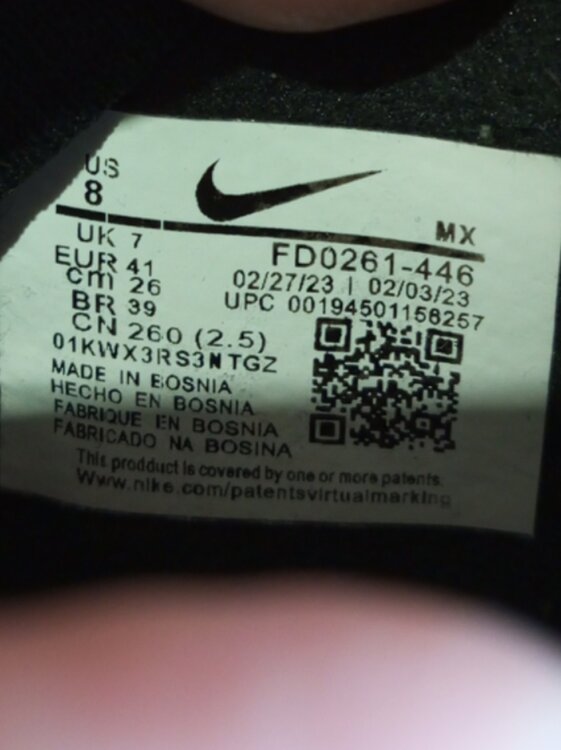 US
8
MX
UK 7
FD0261-446
EUR 41
02/27/23 | 02/03/23
cm 26
UPC 00194501158257
BR 39
CN 260 (2.5)
01KWX3RS3NTGZ
MADE IN BOSNIA
HECHO EN BOSNIA
FABRIQUE EN BOSNIA
FABRICADO NA BOSINA
This prodduct is covered by one or more patents.
Www.nike.com/patentsvirtualmarking